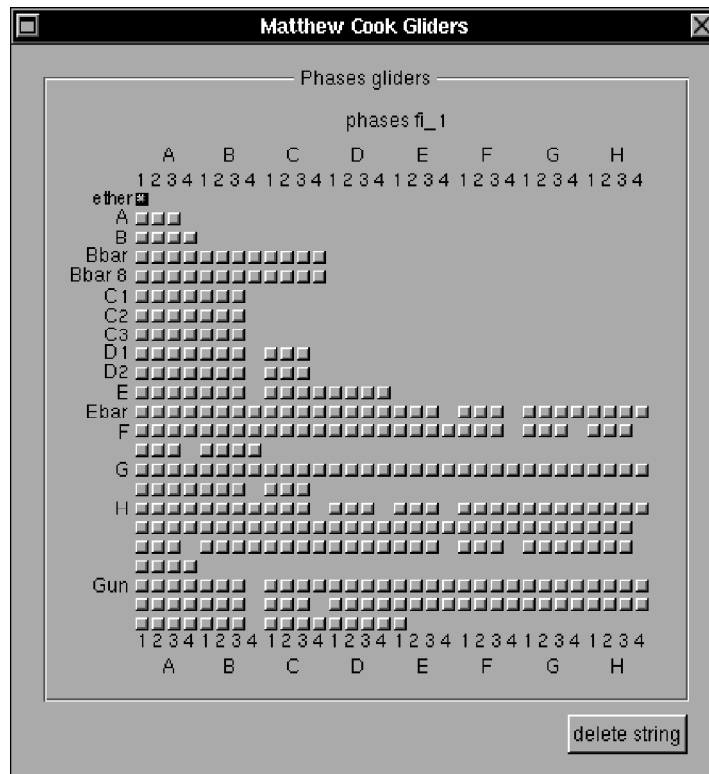 Matthew Cook Gliders
Phases gliders
phases fi_1
A B C D E F G H
1 2 3 4 1 2 3 4 1 2 3 4 1 2 3 4 1 2 3 4 1 2 3 4 1 2 3 4 1 2 3 4
ether *
A
B
Bbar
Bbar 8
C1
C2
C3
D1
D2
E
Ebar
F
G
H
Gun
1 2 3 4 1 2 3 4 1 2 3 4 1 2 3 4 1 2 3 4 1 2 3 4 1 2 3 4 1 2 3 4
A B C D E F G H
delete string